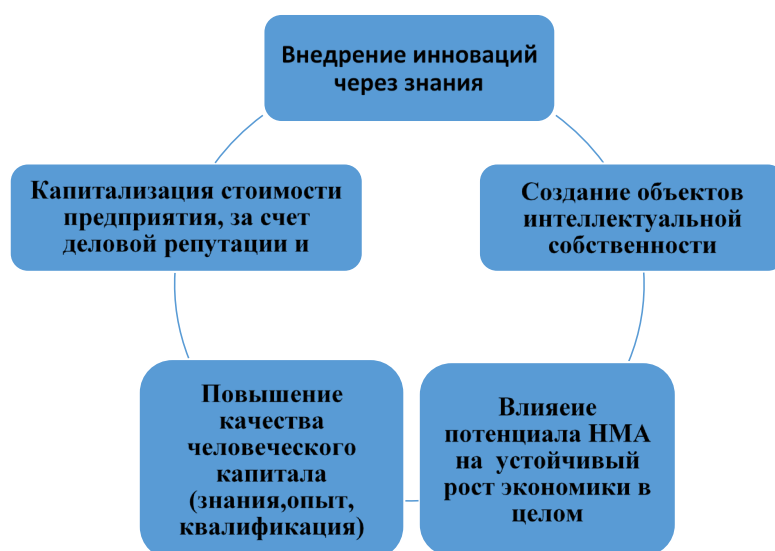 Внедрение инноваций
через знания
Капитализация стоимости
предприятия, за счет
деловой репутации и
Создание объектов
интеллектуальной
собственности
Повышение
качества
человеческого
капитала
(знания,опыт,
квалификация)
Влияеие
потенциала НМА
на устойчивый
рост экономики в
целом